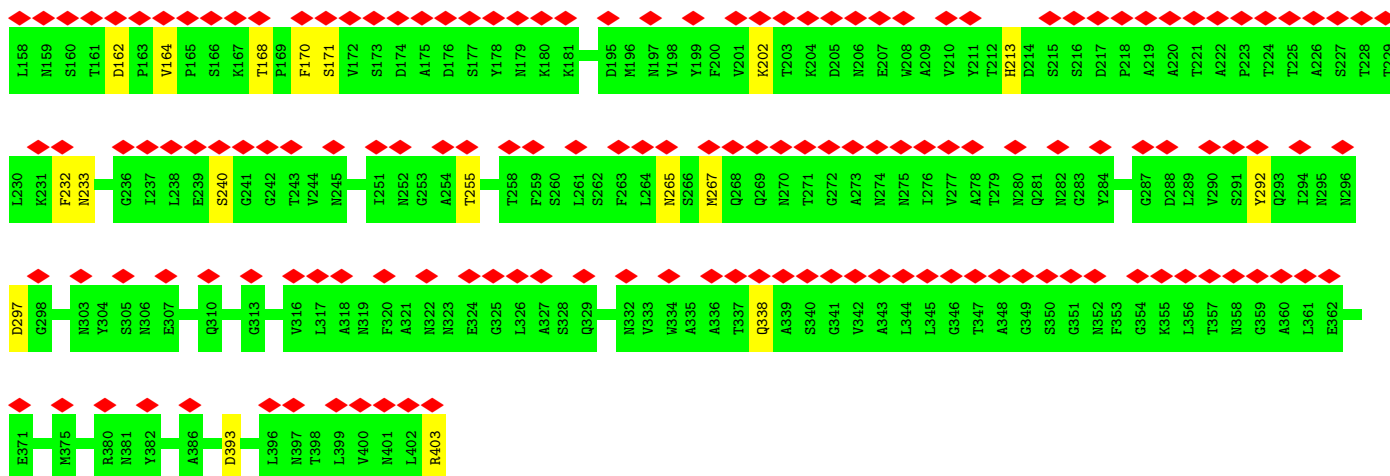 L158 N159 S160 T161 D162 P163 V164 P165 S166 K167 T168 P169 F170 S171 V172 S173 D174 A175 D176 S177 Y178 N179 K180 K181 D195 M196 N197 V198 Y199 F200 V201 K202 T203 K204 D205 N206 E207 W208 A209 V210 Y211 T212 H213 D214 S215 S216 D217 P218 A219 A220 T221 A222 P223 T224 T225 A226 S227 T228 T229
L230 K231 F232 N233 G236 I237 L238 E239 S240 G241 G242 T243 V244 N245 I251 N252 G253 A254 T255 T258 F259 S260 L261 S262 F263 L264 N265 S266 M267 Q268 Q269 N270 T271 G272 A273 N274 N275 I276 V277 A278 T279 N280 Q281 N282 G283 Y284 G287 D288 L289 V290 S291 Y292 Q293 I294 N295 N296
D297 G298 N303 Y304 S305 N306 E307 Q310 G313 V316 L317 A318 N319 F320 A321 N322 N323 E324 G325 L326 A327 S328 Q329 N332 V333 W334 A335 A336 T337 Q338 A339 S340 G341 V342 A343 L344 L345 G346 T347 A348 G349 S350 G351 N352 F353 G354 K355 L356 T357 N358 G359 A360 L361 E362
E371 M375 R380 N381 Y382 A386 D393 L396 N397 T398 L399 V400 N401 L402 R403